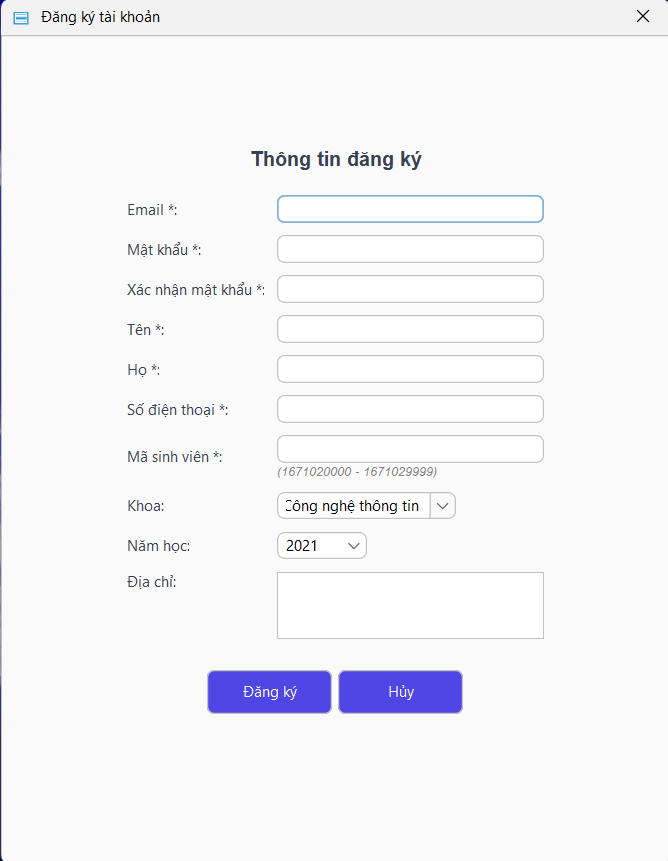 Đăng ký tài khoản
Thông tin đăng ký
Email *:
Mật khẩu *:
Xác nhận mật khẩu *:
Tên *:
Họ *:
Số điện thoại *:
Mã sinh viên *:
(1671020000 - 1671029999)
Khoa: Công nghệ thông tin
Năm học: 2021
Địa chỉ:
Đăng ký Hủy